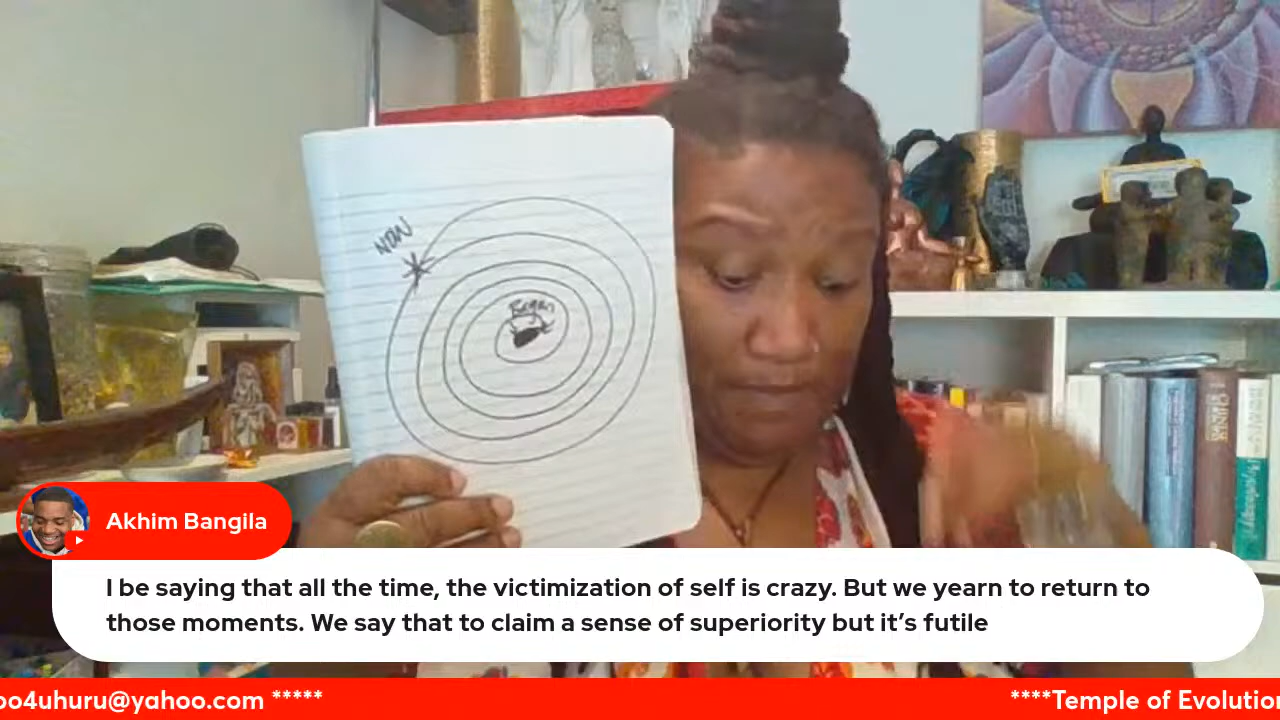 NOW
Began
Akhim Bangila
I be saying that all the time, the victimization of self is crazy. But we yearn to return to
those moments. We say that to claim a sense of superiority but it's futile
oo4uhuru@yahoo.com *****
****Temple of Evolution